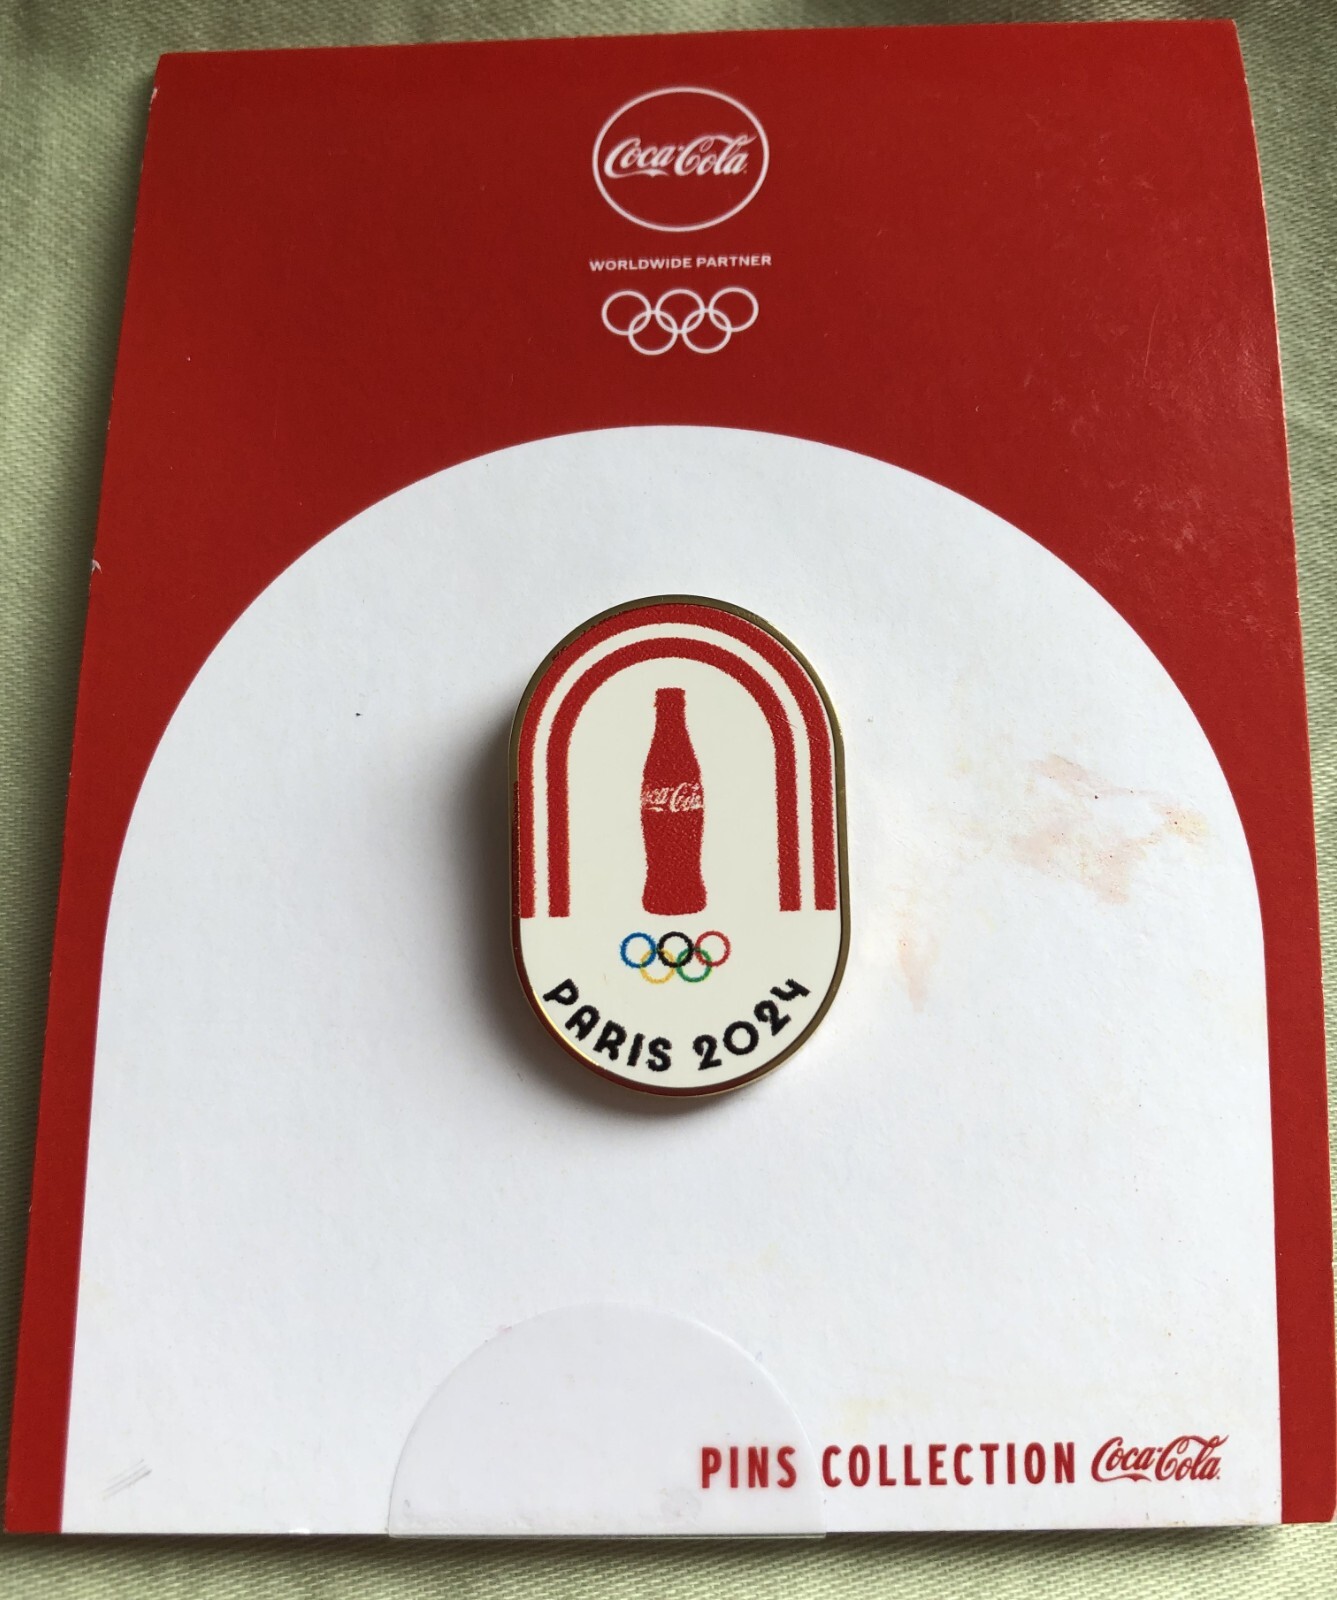 Coca-Cola
WORLDWIDE PARTNER
Coca-Cola
PARIS 2024
PINS COLLECTION Coca-Cola